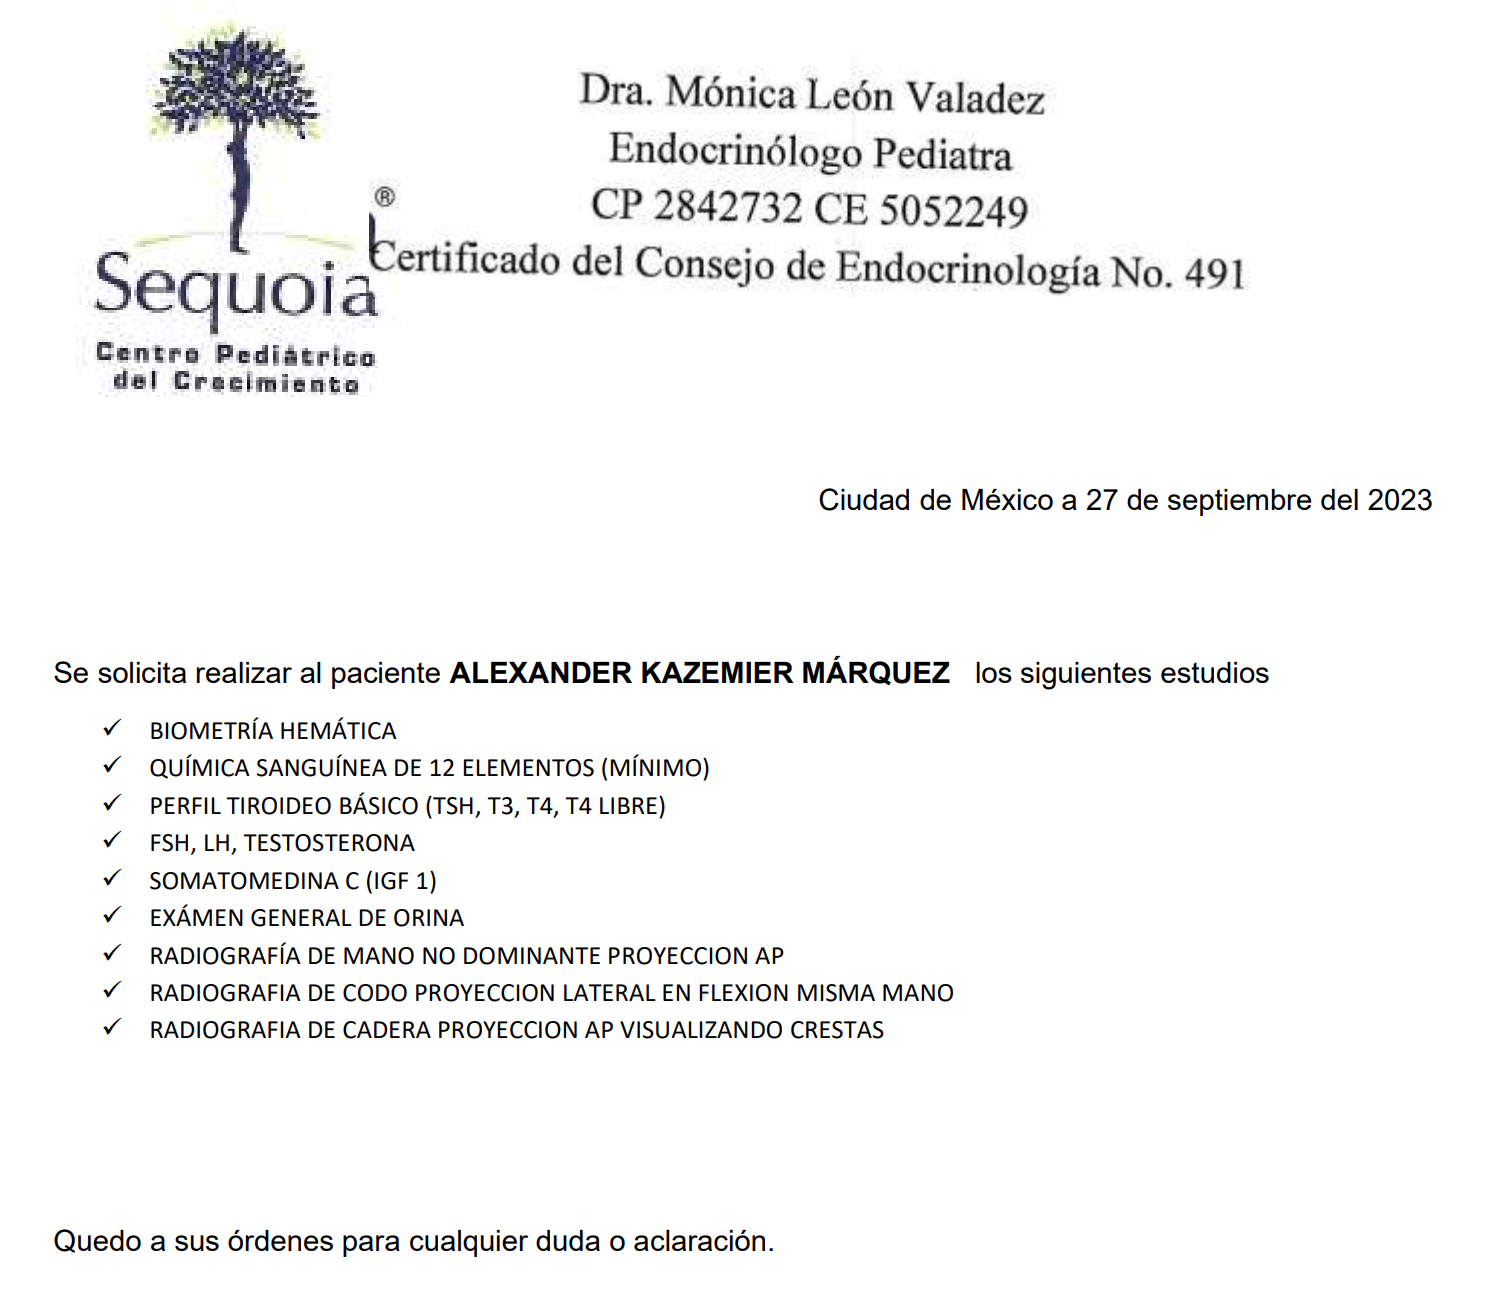 Dra. Mónica León Valadez
Endocrinólogo Pediatra
CP 2842732 CE 5052249
Certificado del Consejo de Endocrinología No. 491
®
Sequoia
Centro Pediátrico
del Crecimiento
Ciudad de México a 27 de septiembre del 2023
Se solicita realizar al paciente ALEXANDER KAZEMIER MÁRQUEZ los siguientes estudios
✓ BIOMETRÍA HEMÁTICA
✓ QUÍMICA SANGUÍNEA DE 12 ELEMENTOS (MÍNIMO)
✓ PERFIL TIROIDEO BÁSICO (TSH, T3, T4, T4 LIBRE)
✓ FSH, LH, TESTOSTERONA
✓ SOMATOMEDINA C (IGF 1)
✓ EXÁMEN GENERAL DE ORINA
✓ RADIOGRAFÍA DE MANO NO DOMINANTE PROYECCION AP
✓ RADIOGRAFIA DE CODO PROYECCION LATERAL EN FLEXION MISMA MANO
✓ RADIOGRAFIA DE CADERA PROYECCION AP VISUALIZANDO CRESTAS
Quedo a sus órdenes para cualquier duda o aclaración.